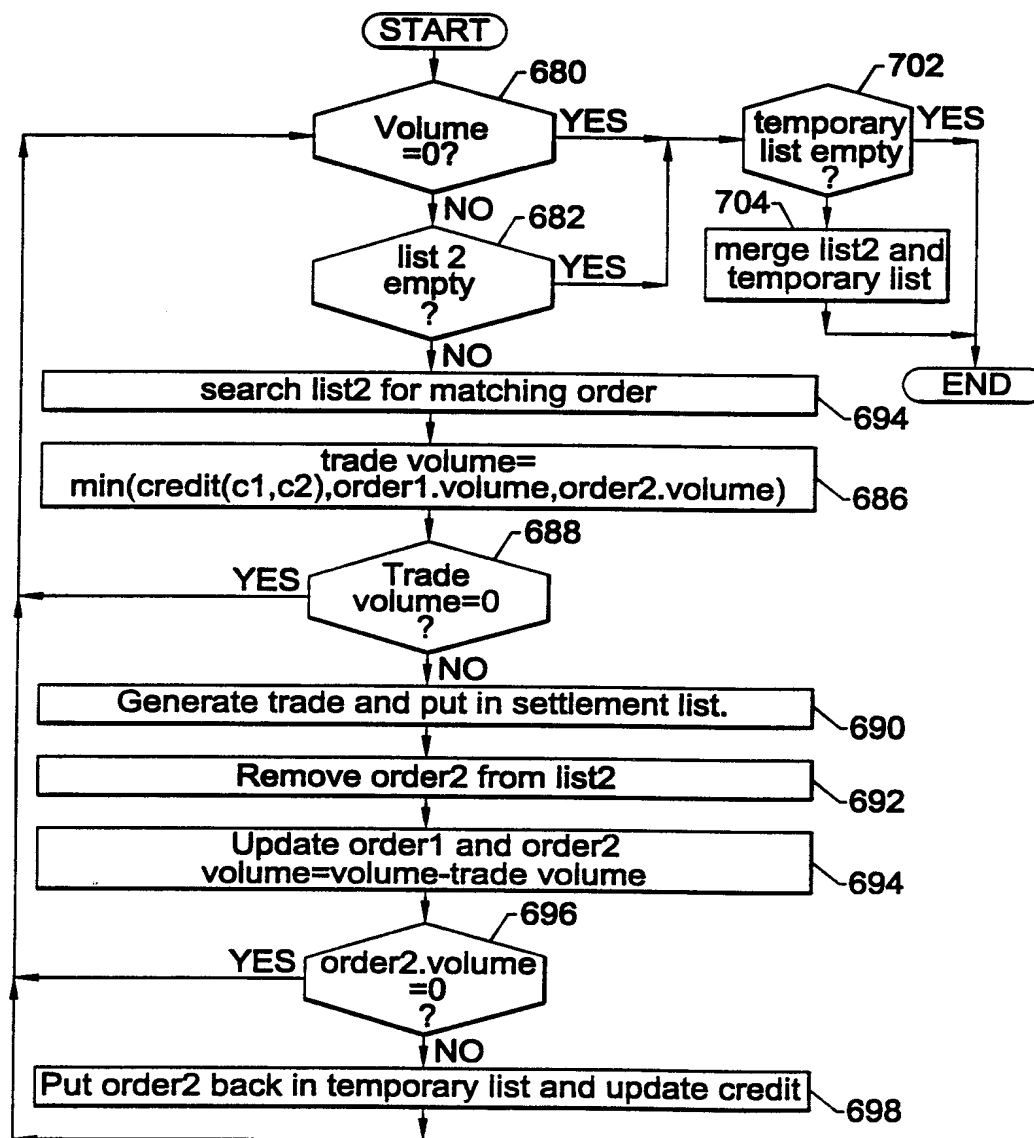 START
680
Volume
=0?
YES
NO
702
temporary
list empty
?
YES
682
list 2
empty
?
YES
NO
704
merge list2 and
temporary list
END
search list2 for matching order
694
trade volume=
min(credit(c1,c2),order1.volume,order2.volume)
686
688
Trade
volume=0
?
YES
NO
Generate trade and put in settlement list.
690
Remove order2 from list2
692
Update order1 and order2
volume=volume-trade volume
694
696
order2.volume
=0
?
YES
NO
Put order2 back in temporary list and update credit
698